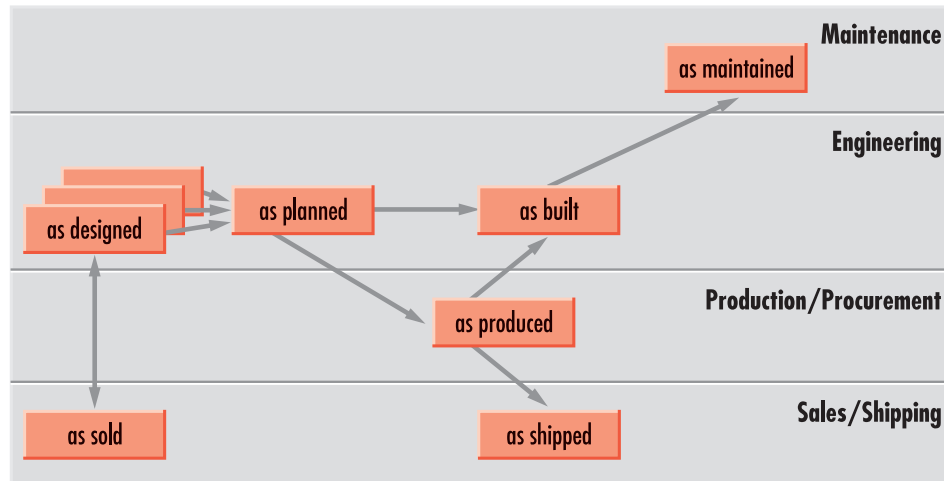 Maintenance
as maintained
Engineering
as designed
as planned
as built
Production/Procurement
as produced
Sales/Shipping
as sold
as shipped